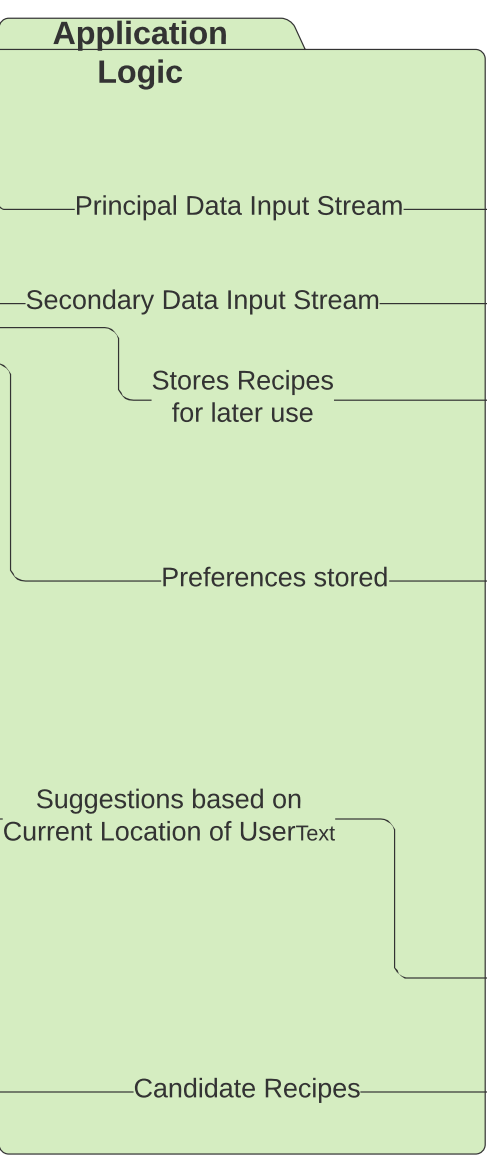 Application
Logic
Principal Data Input Stream
Secondary Data Input Stream
Stores Recipes
for later use
Preferences stored
Suggestions based on
Current Location of UserText
Candidate Recipes